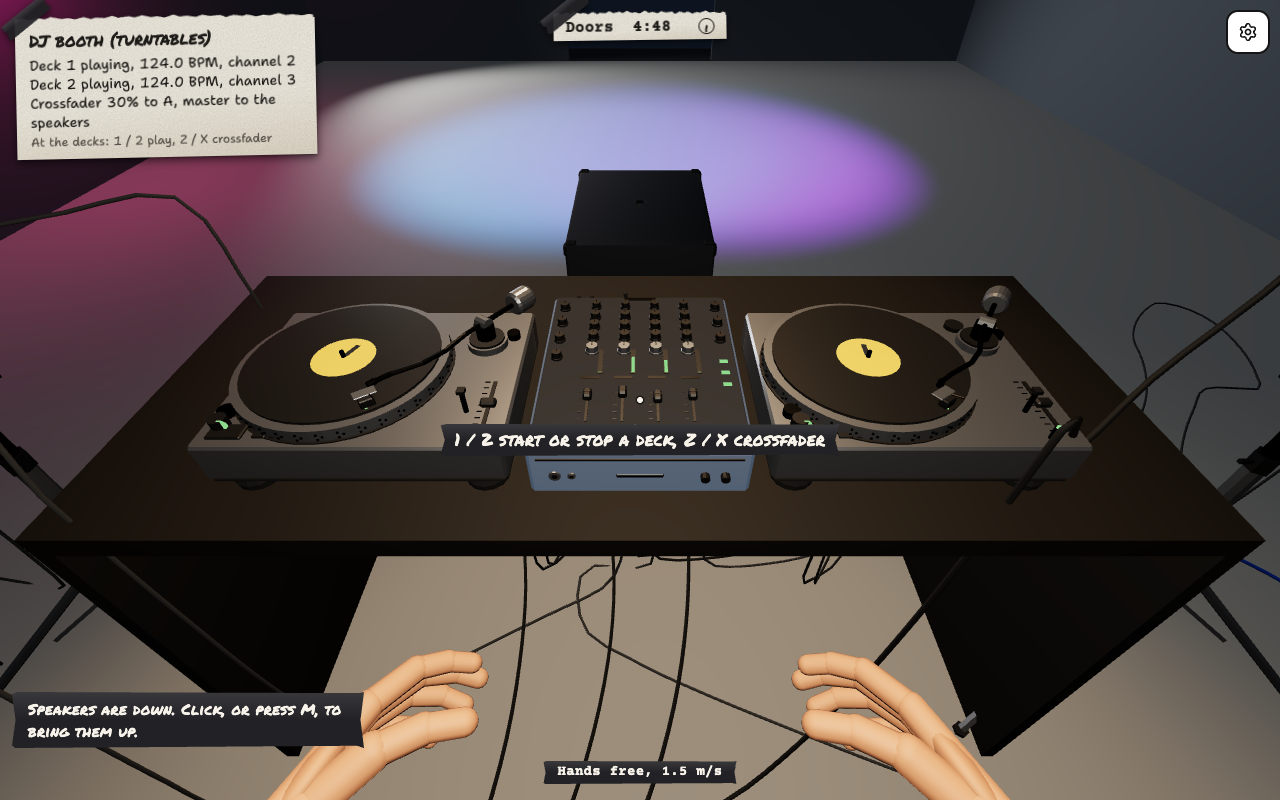 DJ BOOTH (TURNTABLES)
Deck 1 playing, 124.0 BPM, channel 2
Deck 2 playing, 124.0 BPM, channel 3
Crossfader 30% to A, master to the
speakers
At the decks: 1 / 2 play, Z / X crossfader
Doors 4:48
1 / 2 START OR STOP A DECK, Z / X CROSSFADER
SPEAKERS ARE DOWN. CLICK, OR PRESS M, TO
BRING THEM UP.
Hands free, 1.5 m/s